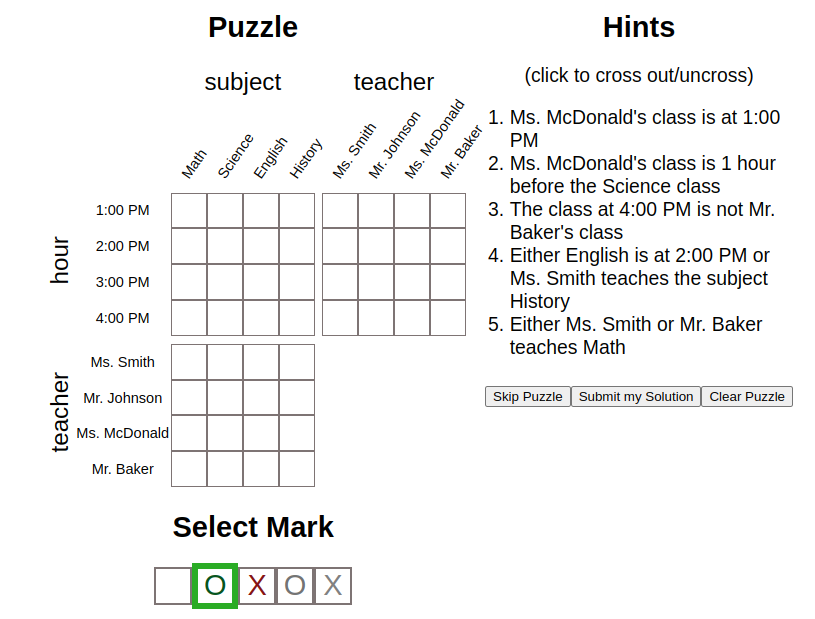 Puzzle
subject
teacher
Math
Science
English
History
Ms. Smith
Mr. Johnson
Ms. McDonald
Mr. Baker
hour
1:00 PM
2:00 PM
3:00 PM
4:00 PM
teacher
Ms. Smith
Mr. Johnson
Ms. McDonald
Mr. Baker
Select Mark
O
X
O
X
Hints
(click to cross out/uncross)
1. Ms. McDonald's class is at 1:00
PM
2. Ms. McDonald's class is 1 hour
before the Science class
3. The class at 4:00 PM is not Mr.
Baker's class
4. Either English is at 2:00 PM or
Ms. Smith teaches the subject
History
5. Either Ms. Smith or Mr. Baker
teaches Math
Skip Puzzle
Submit my Solution
Clear Puzzle